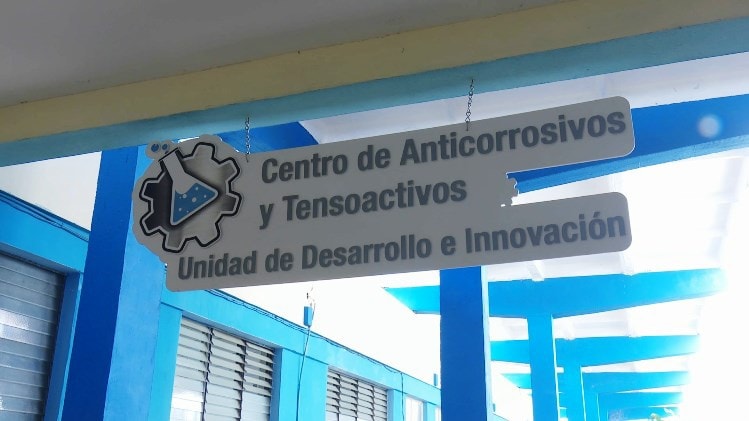 Centro de Anticorrosivos
y Tensoactivos
Unidad de Desarrollo e Innovación